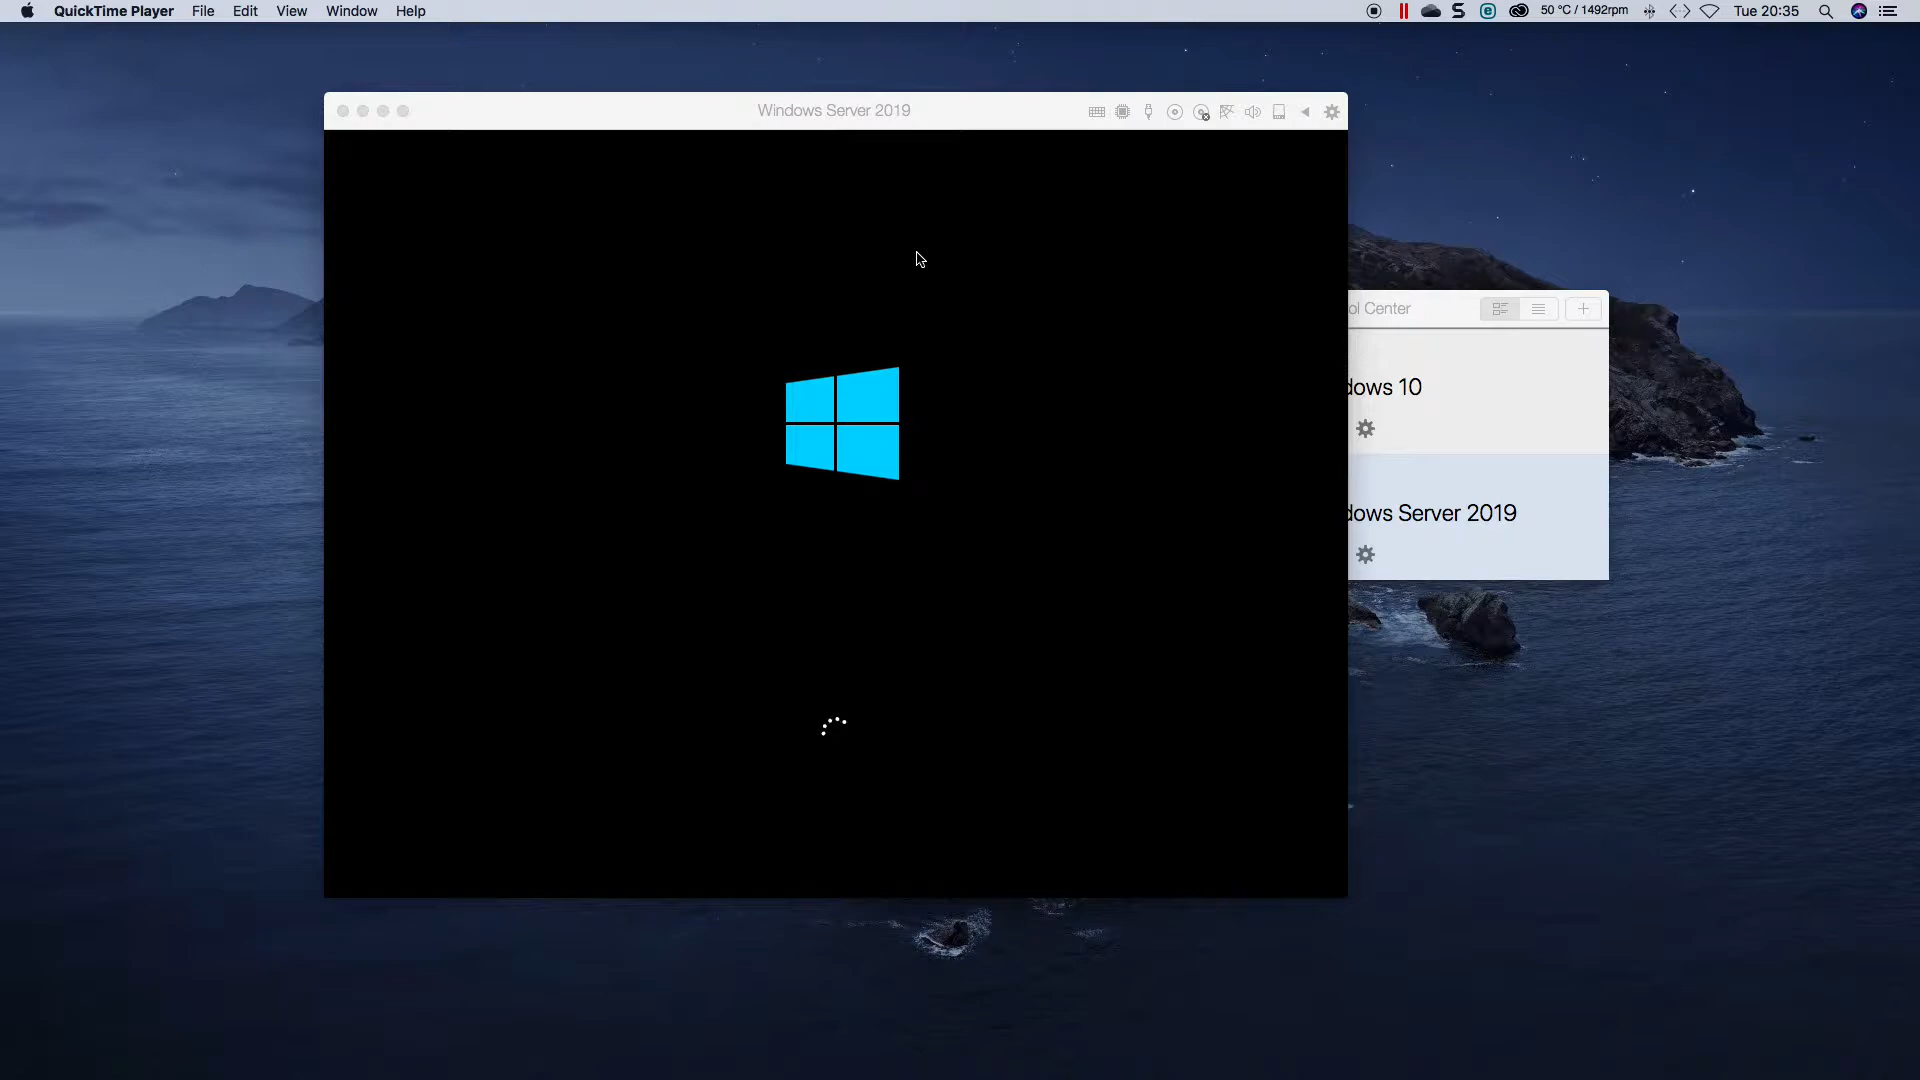 QuickTime Player File Edit View Window Help 50 °C / 1492rpm Tue 20:35
Windows Server 2019
ol Center
dows 10
dows Server 2019